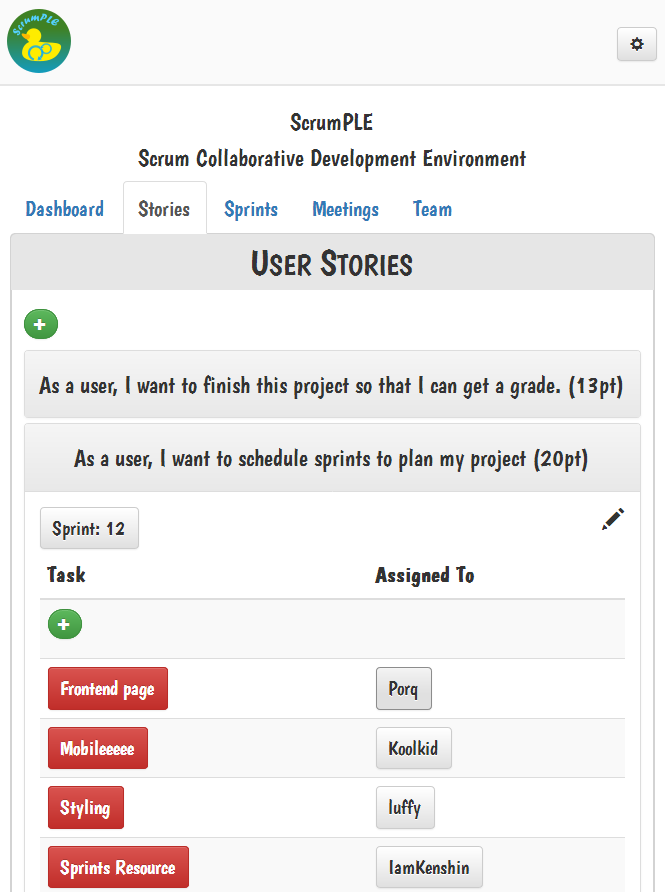 ScrumPLE
ScrumPLE
Scrum Collaborative Development Environment
Dashboard Stories Sprints Meetings Team
User Stories
+
As a user, I want to finish this project so that I can get a grade. (13pt)
As a user, I want to schedule sprints to plan my project (20pt)
Sprint: 12
Task Assigned To
+
Frontend page Porq
Mobileeeee Koolkid
Styling luffy
Sprints Resource IamKenshin